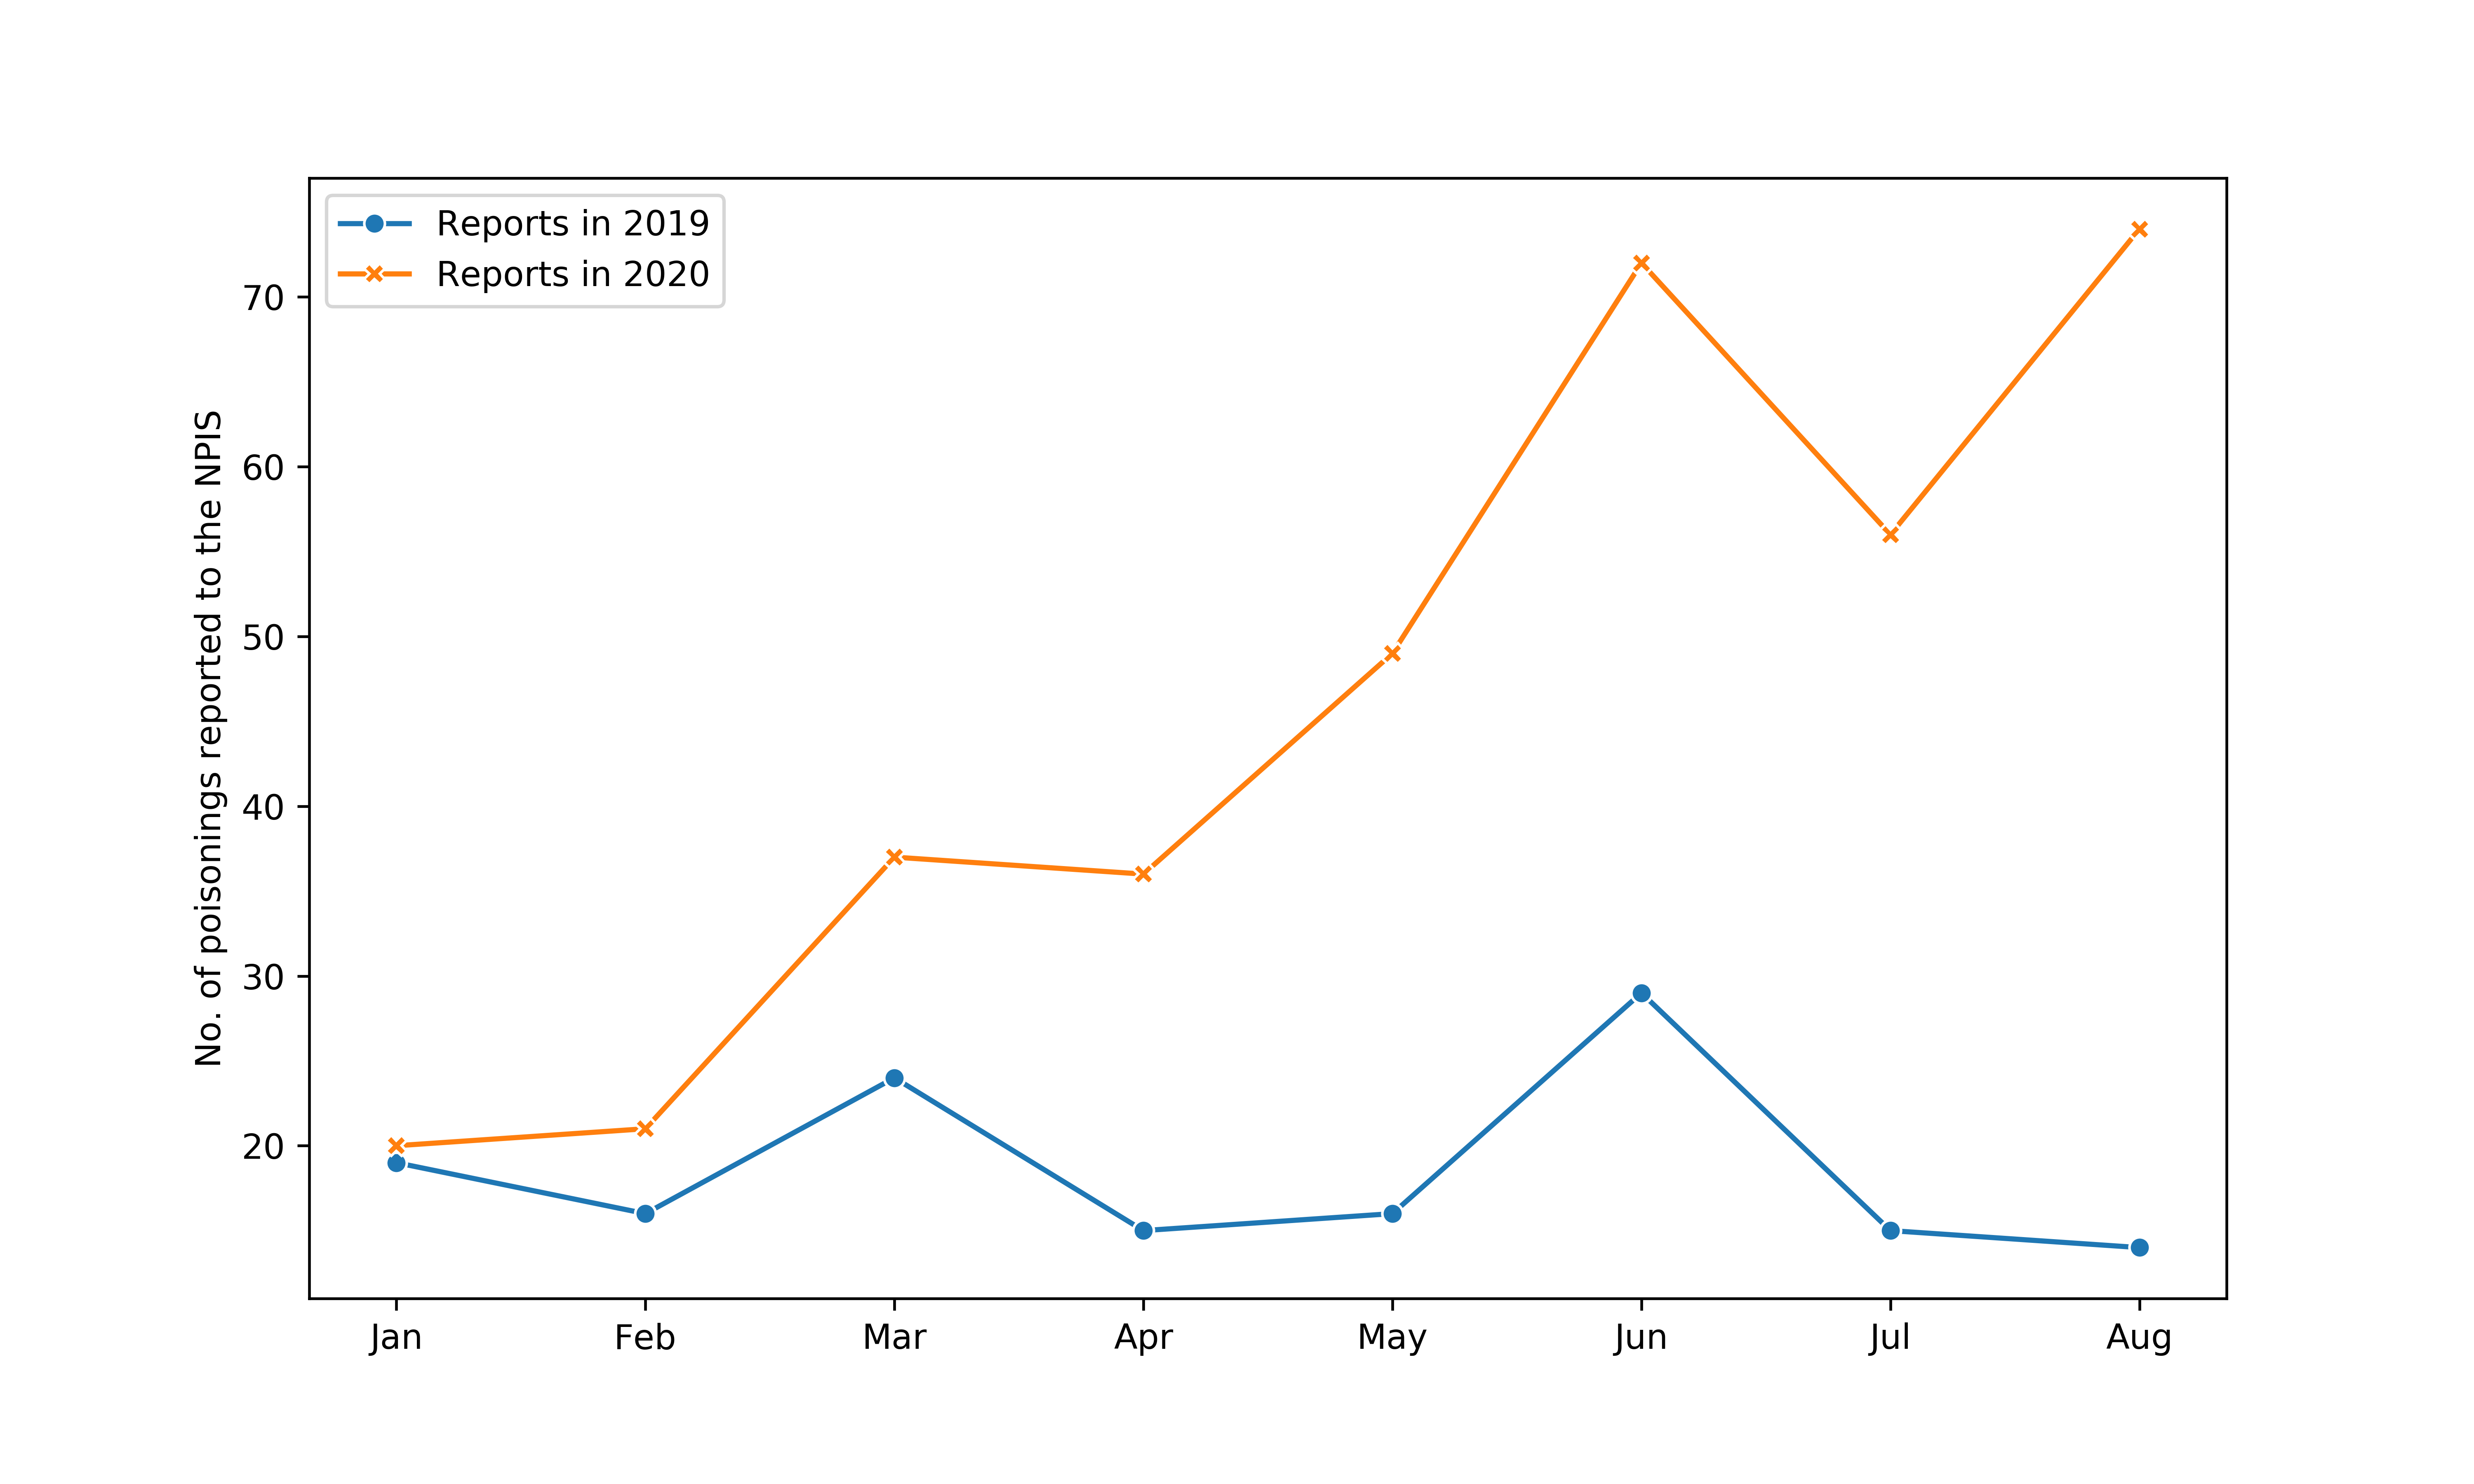 Reports in 2019
Reports in 2020
No. of poisonings reported to the NPIS
70
60
50
40
30
20
Jan Feb Mar Apr May Jun Jul Aug